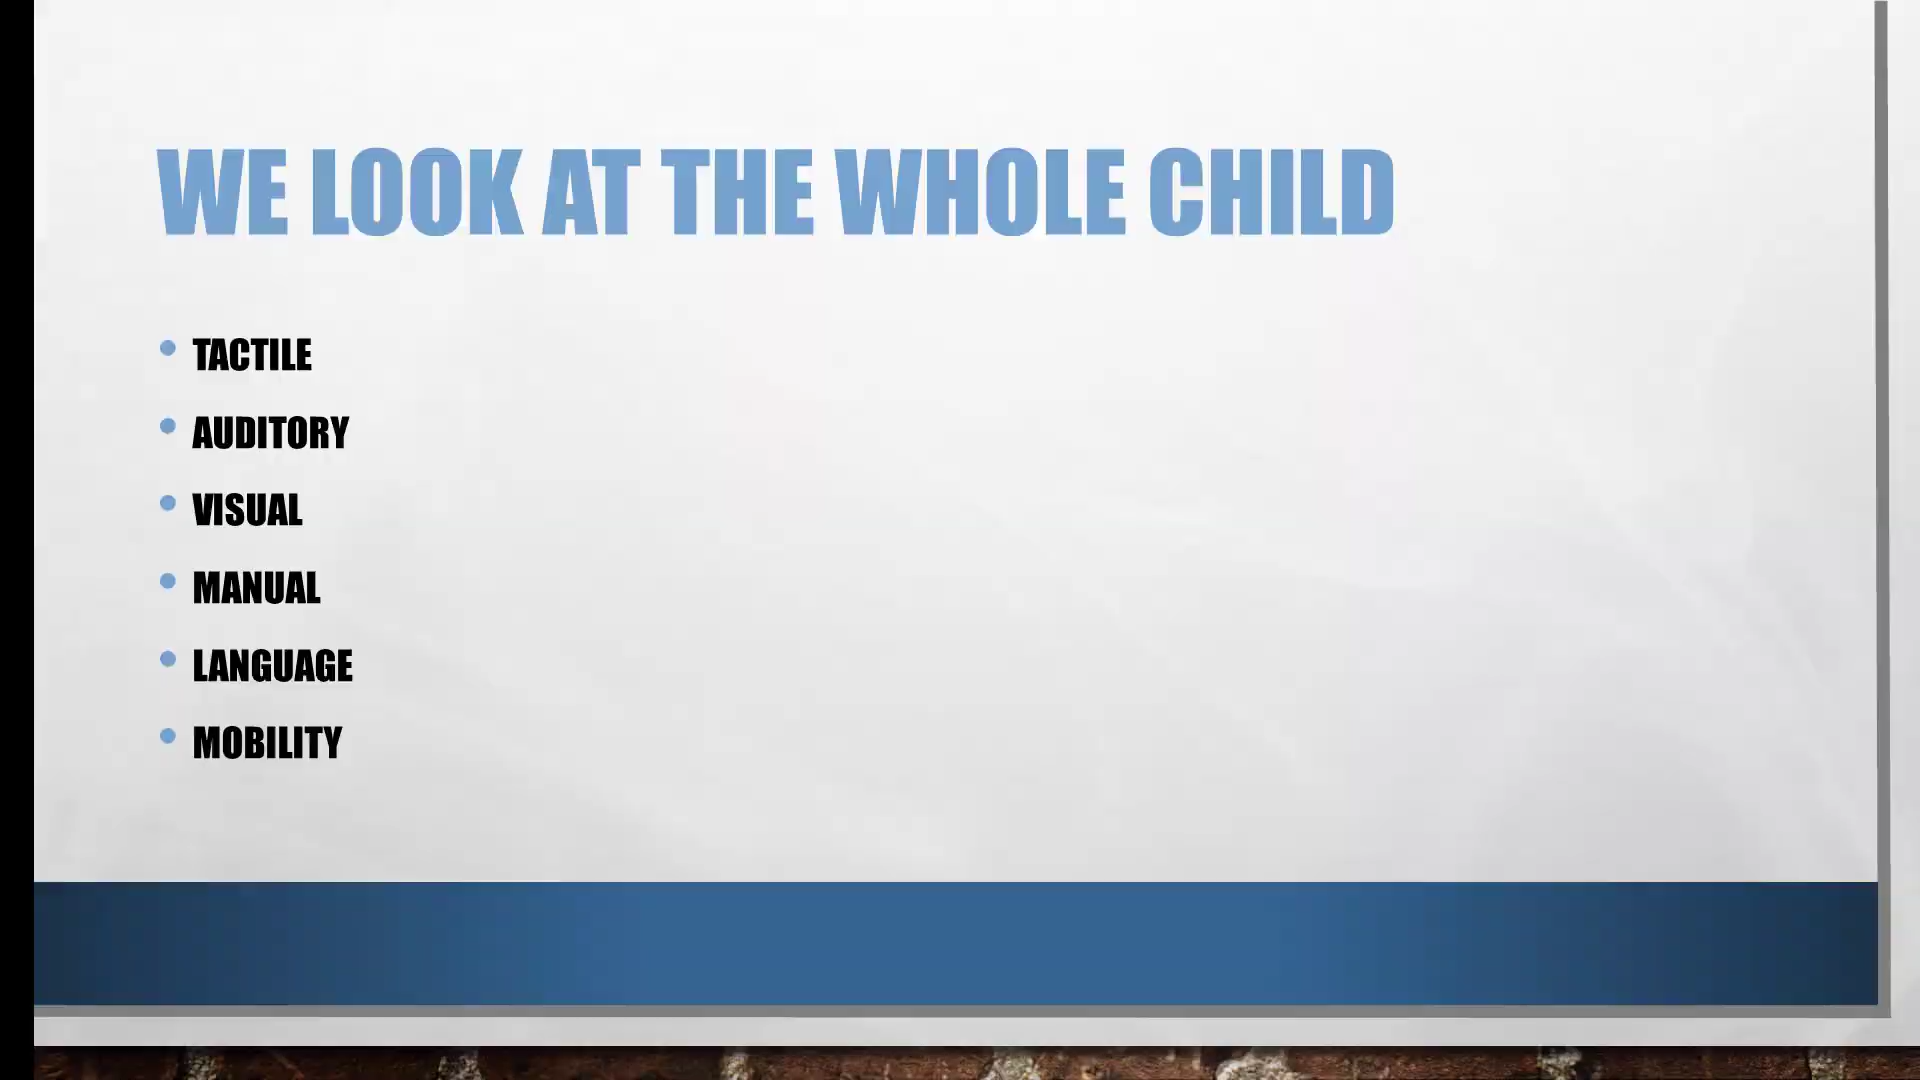 WE LOOK AT THE WHOLE CHILD
• TACTILE
• AUDITORY
• VISUAL
• MANUAL
• LANGUAGE
• MOBILITY